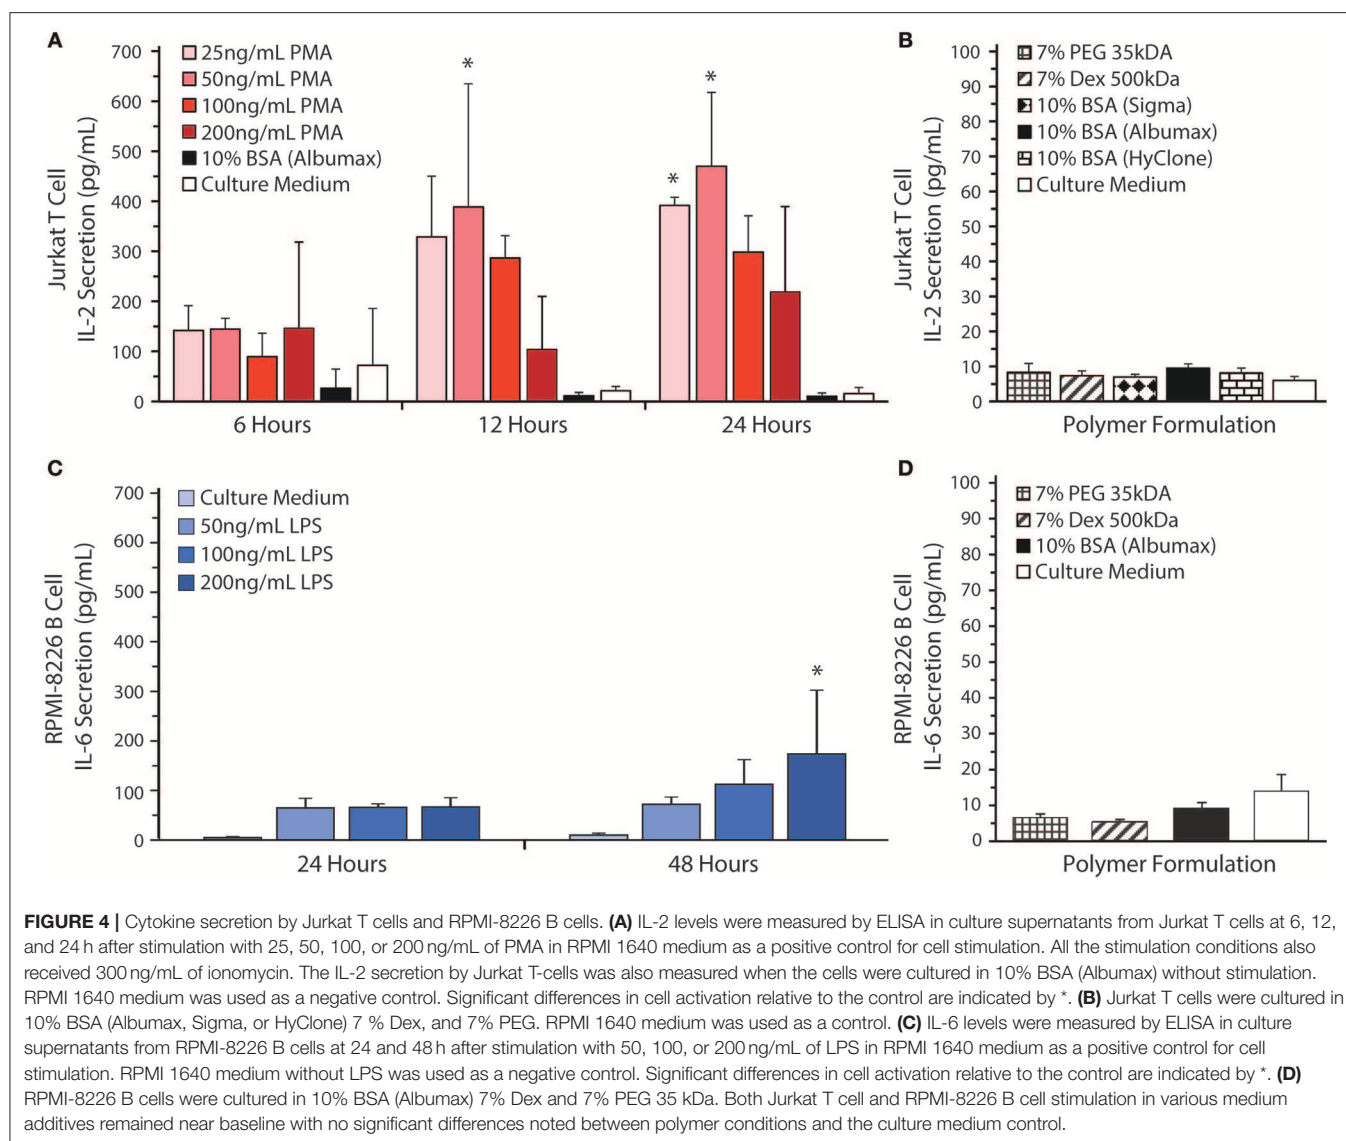 A
700
600
500
400
300
200
100
0
Jurkat T Cell
IL-2 Secretion (pg/mL)
25ng/mL PMA
50ng/mL PMA
100ng/mL PMA
200ng/mL PMA
10% BSA (Albumax)
Culture Medium
*
*
*
6 Hours
12 Hours
24 Hours
B
100
90
80
70
60
50
40
30
20
10
0
Jurkat T Cell
IL-2 Secretion (pg/mL)
7% PEG 35kDA
7% Dex 500kDa
10% BSA (Sigma)
10% BSA (Albumax)
10% BSA (HyClone)
Culture Medium
Polymer Formulation
C
700
600
500
400
300
200
100
0
RPMI-8226 B Cell
IL-6 Secretion (pg/mL)
Culture Medium
50ng/mL LPS
100ng/mL LPS
200ng/mL LPS
*
24 Hours
48 Hours
D
100
90
80
70
60
50
40
30
20
10
0
RPMI-8226 B Cell
IL-6 Secretion (pg/mL)
7% PEG 35kDA
7% Dex 500kDa
10% BSA (Albumax)
Culture Medium
Polymer Formulation
FIGURE 4 | Cytokine secretion by Jurkat T cells and RPMI-8226 B cells. (A) IL-2 levels were measured by ELISA in culture supernatants from Jurkat T cells at 6, 12,
and 24 h after stimulation with 25, 50, 100, or 200 ng/mL of PMA in RPMI 1640 medium as a positive control for cell stimulation. All the stimulation conditions also
received 300 ng/mL of ionomycin. The IL-2 secretion by Jurkat T-cells was also measured when the cells were cultured in 10% BSA (Albumax) without stimulation.
RPMI 1640 medium was used as a negative control. Significant differences in cell activation relative to the control are indicated by *. (B) Jurkat T cells were cultured in
10% BSA (Albumax, Sigma, or HyClone) 7 % Dex, and 7% PEG. RPMI 1640 medium was used as a control. (C) IL-6 levels were measured by ELISA in culture
supernatants from RPMI-8226 B cells at 24 and 48 h after stimulation with 50, 100, or 200 ng/mL of LPS in RPMI 1640 medium as a positive control for cell
stimulation. RPMI 1640 medium without LPS was used as a negative control. Significant differences in cell activation relative to the control are indicated by *. (D)
RPMI-8226 B cells were cultured in 10% BSA (Albumax) 7% Dex and 7% PEG 35 kDa. Both Jurkat T cell and RPMI-8226 B cell stimulation in various medium
additives remained near baseline with no significant differences noted between polymer conditions and the culture medium control.